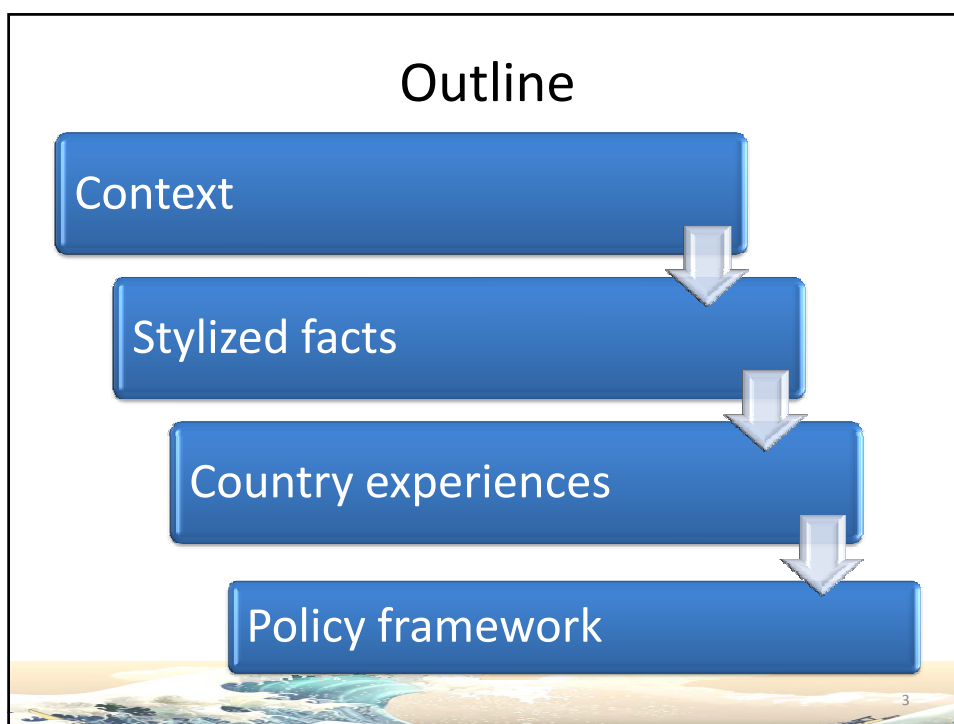 Outline
Context
Stylized facts
Country experiences
Policy framework
3